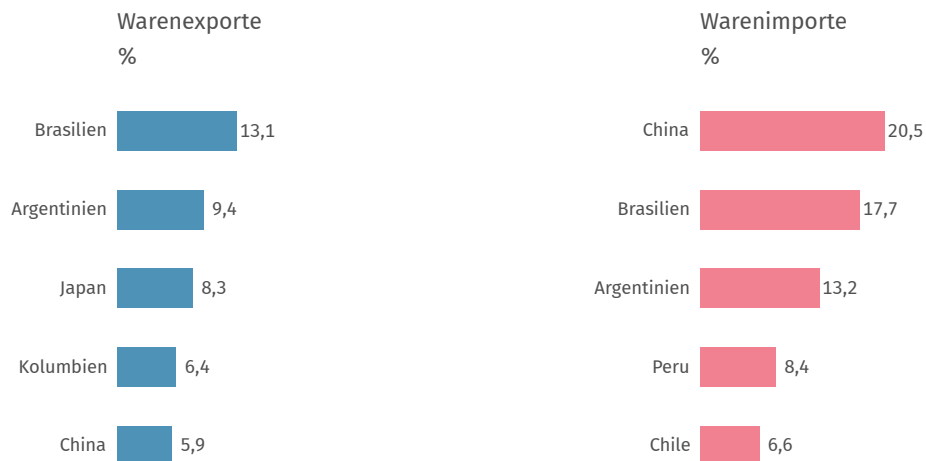 Warenexporte
%
Brasilien 13,1
Argentinien 9,4
Japan 8,3
Kolumbien 6,4
China 5,9
Warenimporte
%
China 20,5
Brasilien 17,7
Argentinien 13,2
Peru 8,4
Chile 6,6